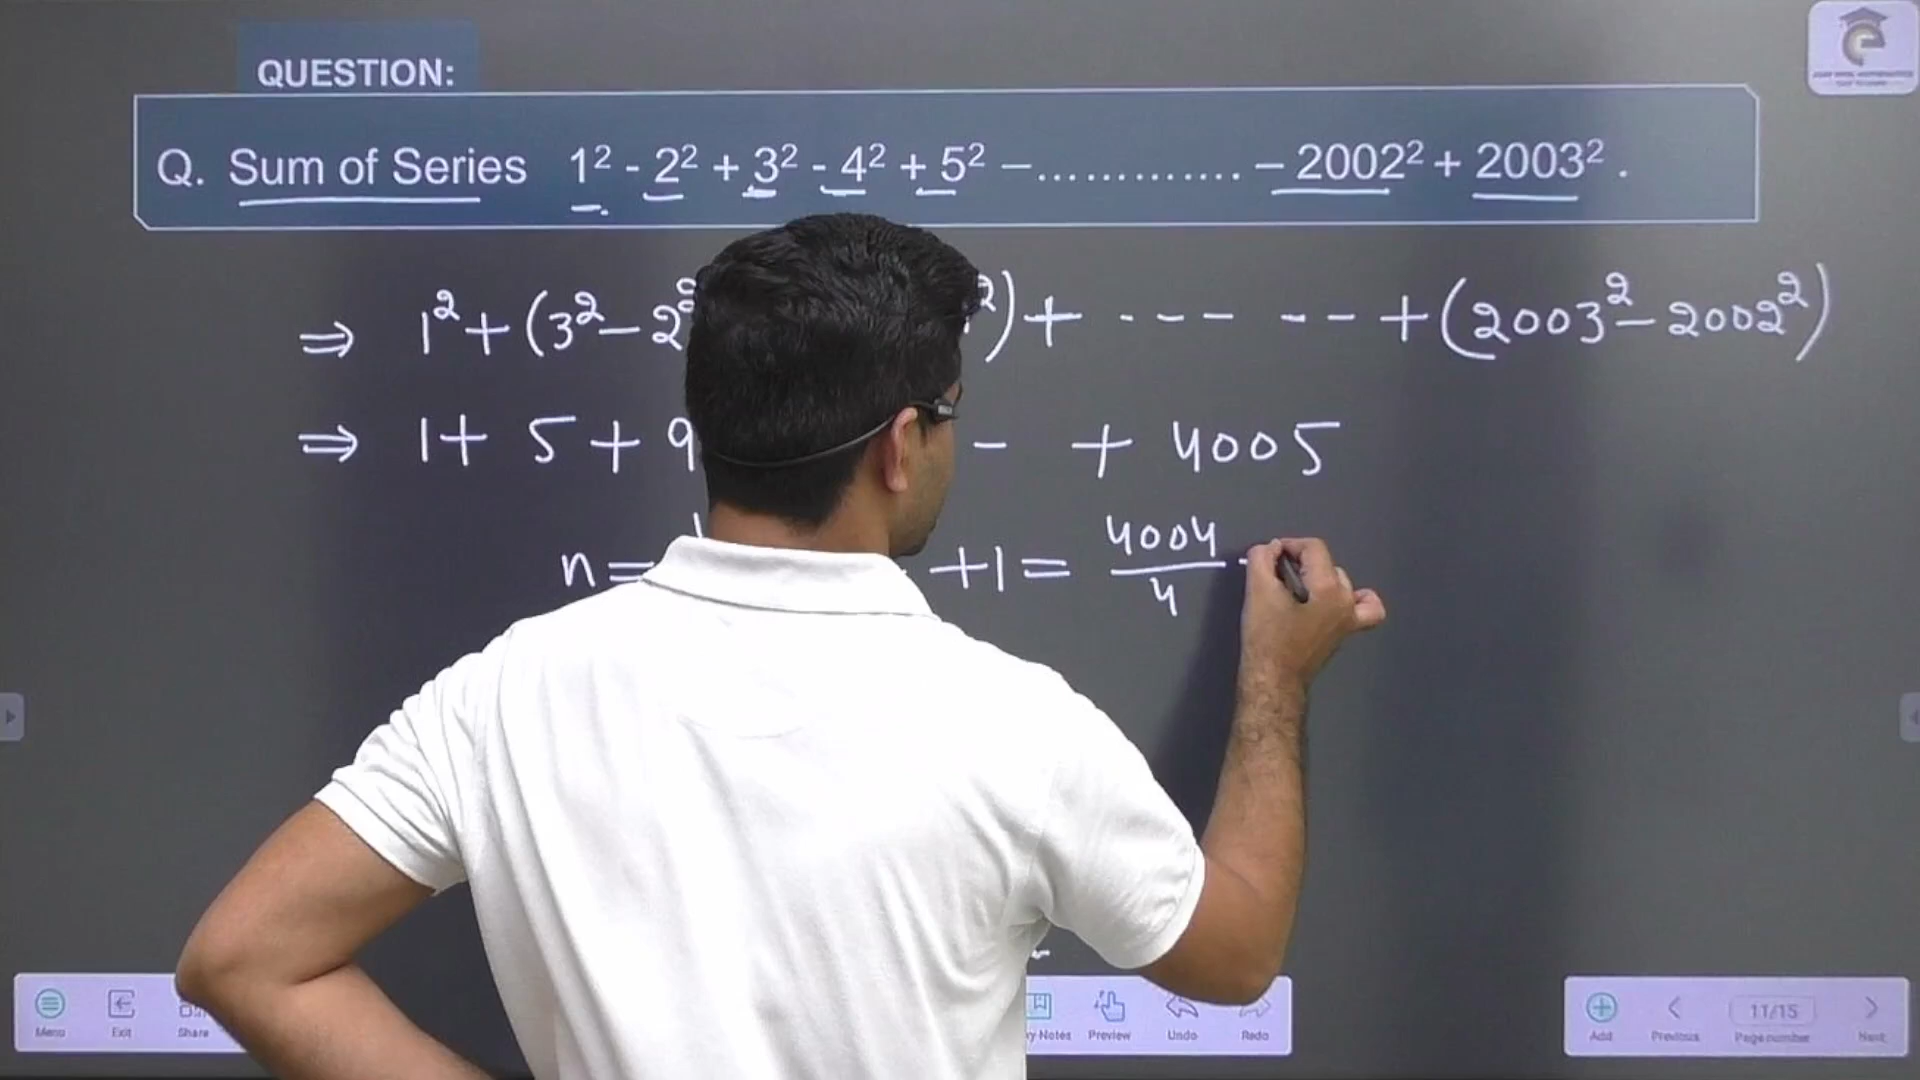 QUESTION:
Q. Sum of Series 1² - 2² + 3² - 4² + 5² – ............. – 2002² + 2003² .
⇒ 1² + (3² – 2² ²) + - - - - - + (2003² – 2002²)
⇒ 1 + 5 + 9 - + 4005
n = +1 = 4004/4
Menu
Exit
Share
Notes
Preview
Undo
Redo
Add
Previous
11/15
Page number
Next